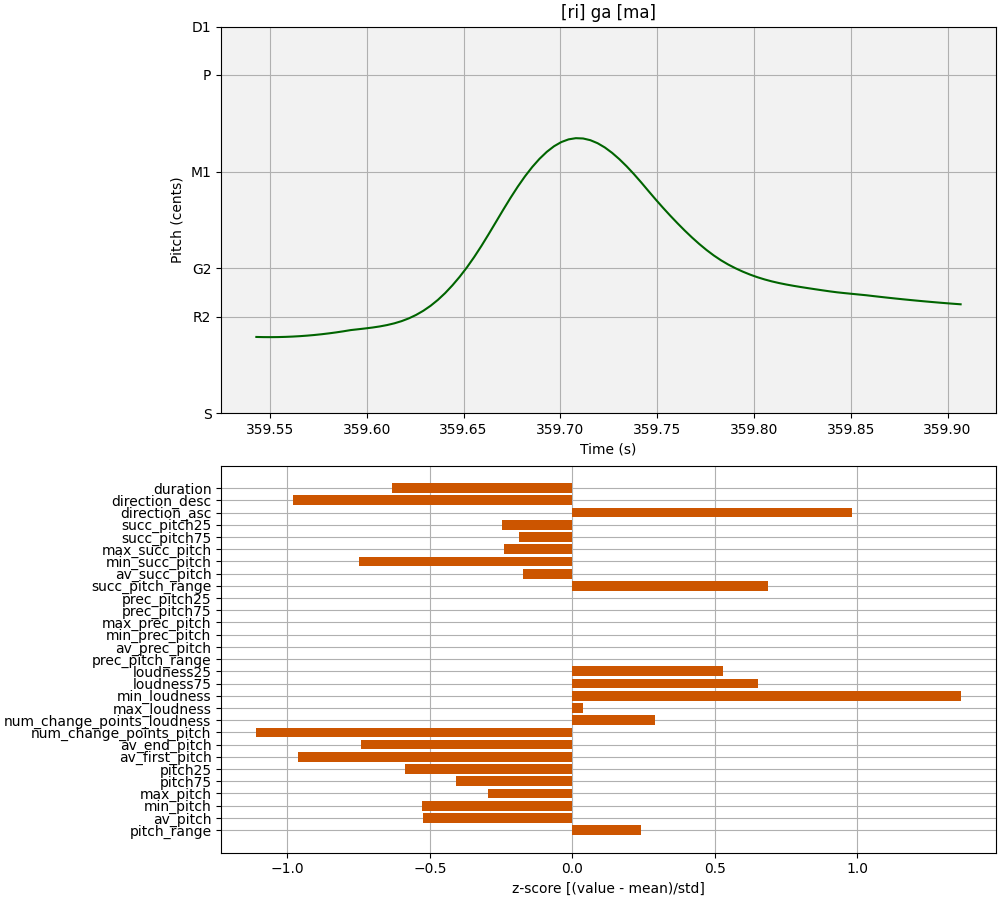 [ri] ga [ma]
D1
P
M1
G2
R2
S
Pitch (cents)
359.55 359.60 359.65 359.70 359.75 359.80 359.85 359.90
Time (s)
duration
direction_desc
direction_asc
succ_pitch25
succ_pitch75
max_succ_pitch
min_succ_pitch
av_succ_pitch
succ_pitch_range
prec_pitch25
prec_pitch75
max_prec_pitch
min_prec_pitch
av_prec_pitch
prec_pitch_range
loudness25
loudness75
min_loudness
max_loudness
num_change_points_loudness
num_change_points_pitch
av_end_pitch
av_first_pitch
pitch25
pitch75
max_pitch
min_pitch
av_pitch
pitch_range
−1.0 −0.5 0.0 0.5 1.0
z-score [(value - mean)/std]